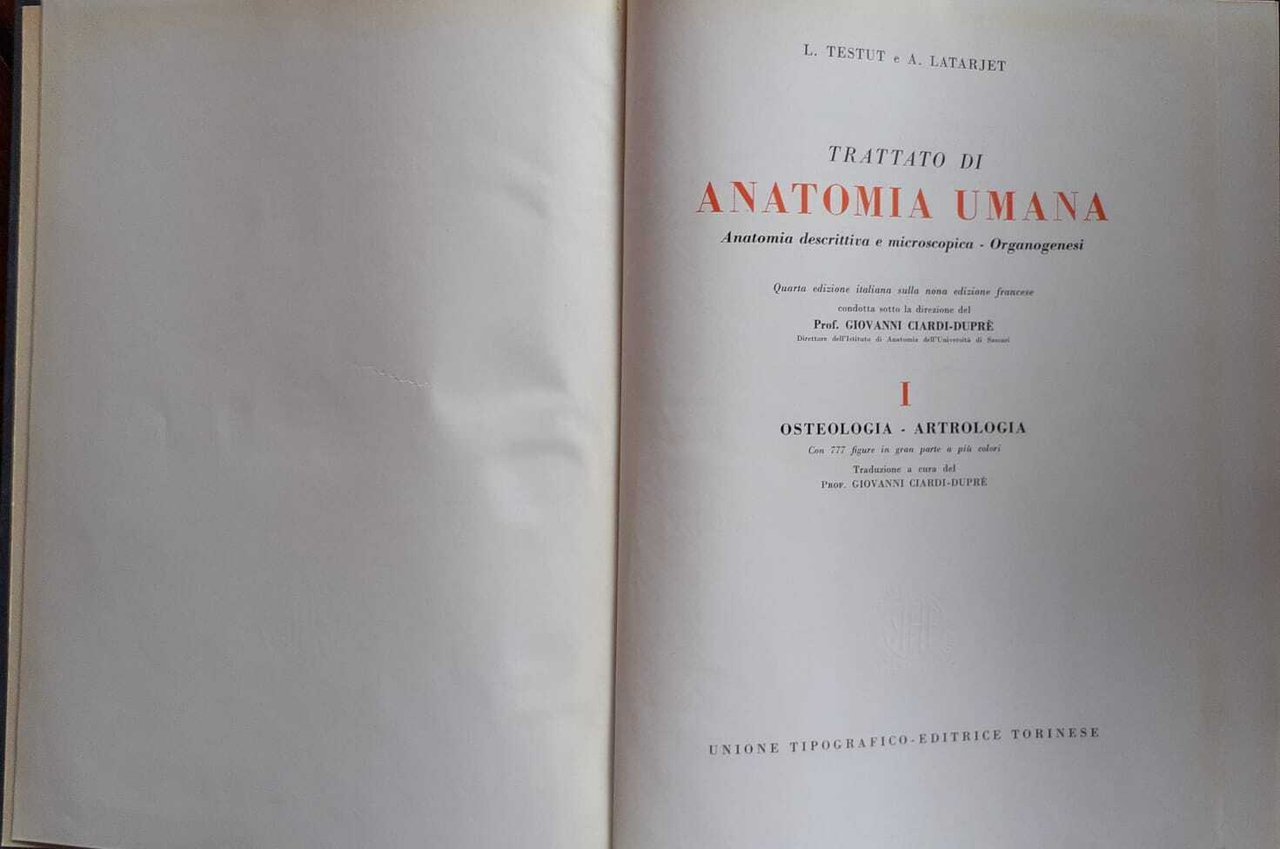 L. TESTUT e A. LATARJET
TRATTATO DI
ANATOMIA UMANA
Anatomia descrittiva e microscopica - Organogenesi
Quarta edizione italiana sulla nona edizione francese
condotta sotto la direzione del
Prof. GIOVANNI CIARDI-DUPRÈ
Direttore dell'Istituto di Anatomia dell'Università di Sassari
I
OSTEOLOGIA - ARTROLOGIA
Con 777 figure in gran parte a più colori
Traduzione a cura del
PROF. GIOVANNI CIARDI-DUPRÈ
UNIONE TIPOGRAFICO-EDITRICE TORINESE